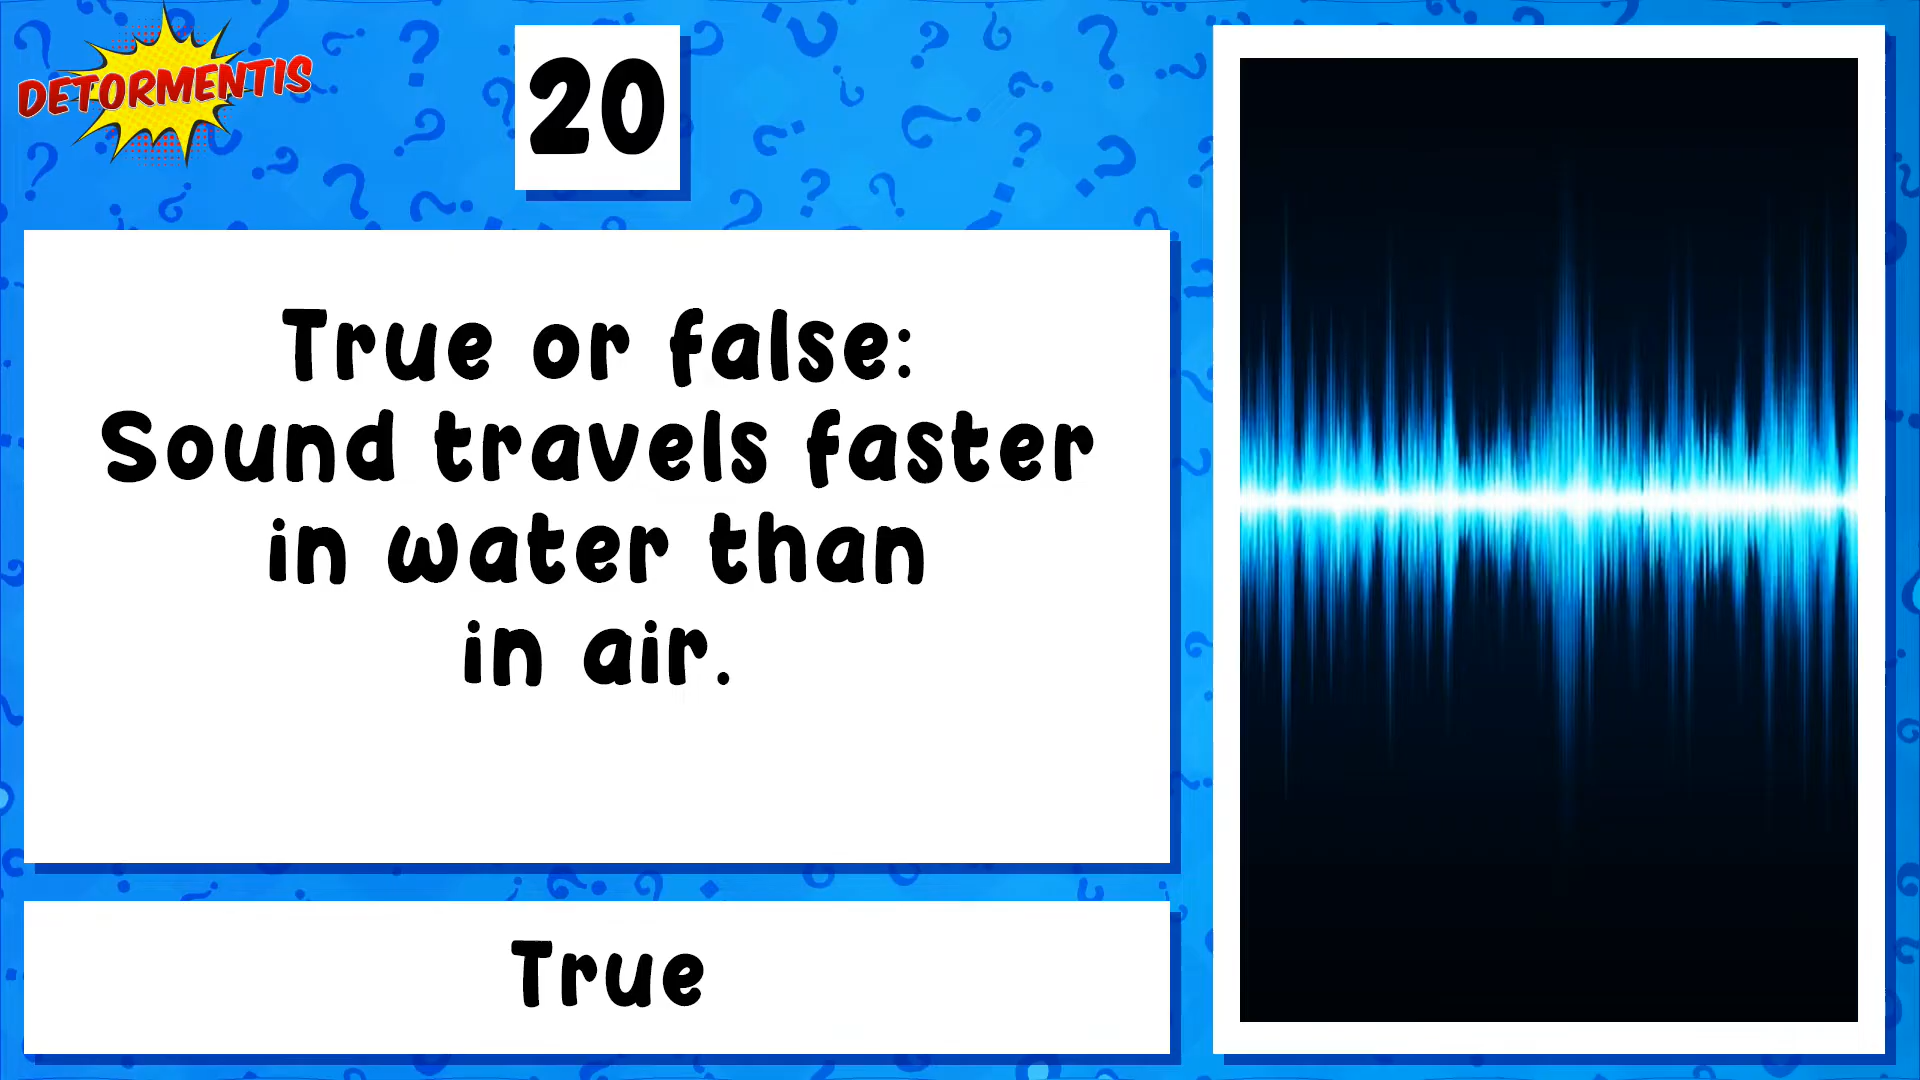 DETORMENTIS
20
True or false:
Sound travels faster
in water than
in air.
True